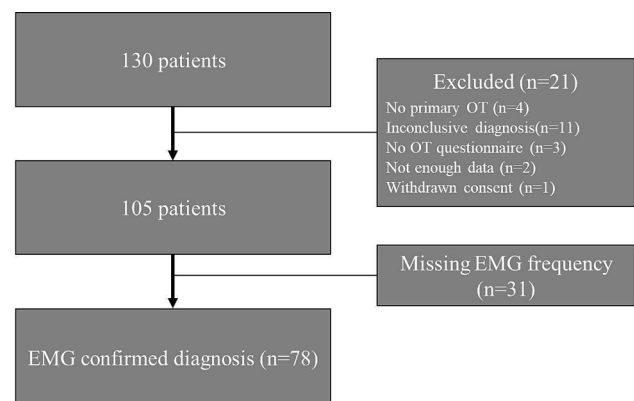 130 patients
Excluded (n=21)
No primary OT (n=4)
Inconclusive diagnosis(n=11)
No OT questionnaire (n=3)
Not enough data (n=2)
Withdrawn consent (n=1)
105 patients
Missing EMG frequency
(n=31)
EMG confirmed diagnosis (n=78)